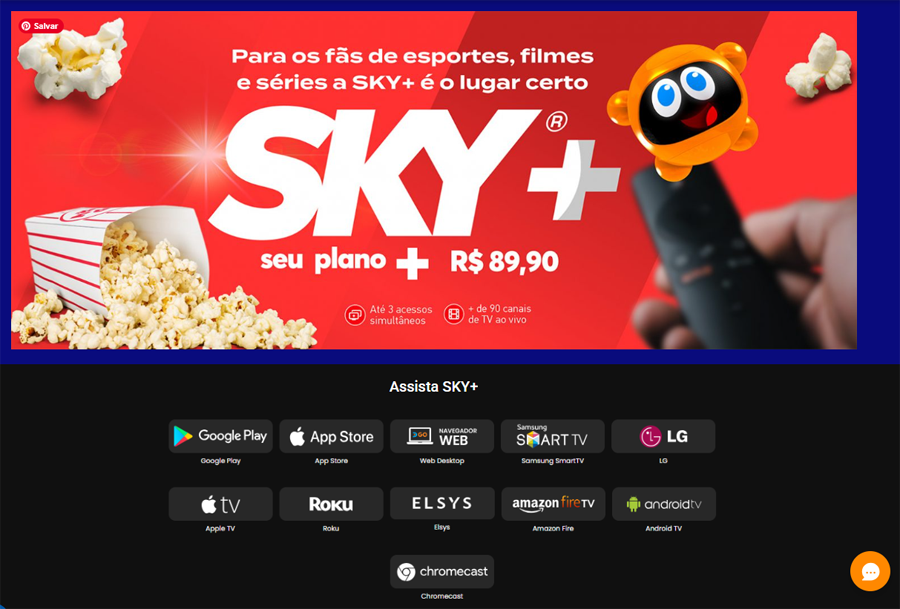 Salvar
Para os fãs de esportes, filmes
e séries a SKY+ é o lugar certo
SKY+®
seu plano + R$ 89,90
Até 3 acessos
simultâneos
+ de 90 canais
de TV ao vivo
Assista SKY+
Google Play
App Store
DGO NAVEGADOR
WEB
Samsung
SMART TV
LG
Google Play
App Store
Web Desktop
Samsung SmartTV
LG
tv
Roku
ELSYS
amazon fireTV
androidtv
Apple TV
Roku
Elsys
Amazon Fire
Android TV
chromecast
Chromecast